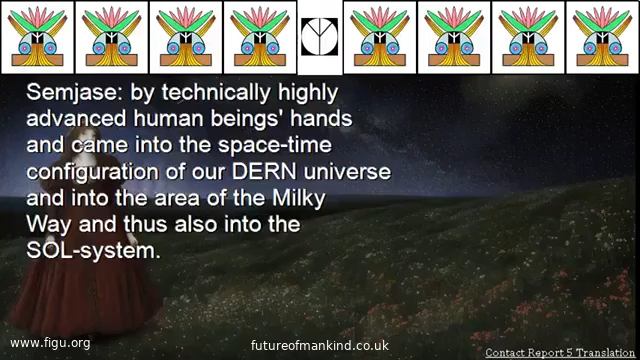 Semjase: by technically highly
advanced human beings' hands
and came into the space-time
configuration of our DERN universe
and into the area of the Milky
Way and thus also into the
SOL-system.
www.figu.org
futureofmankind.co.uk
Contact Report 5 Translation